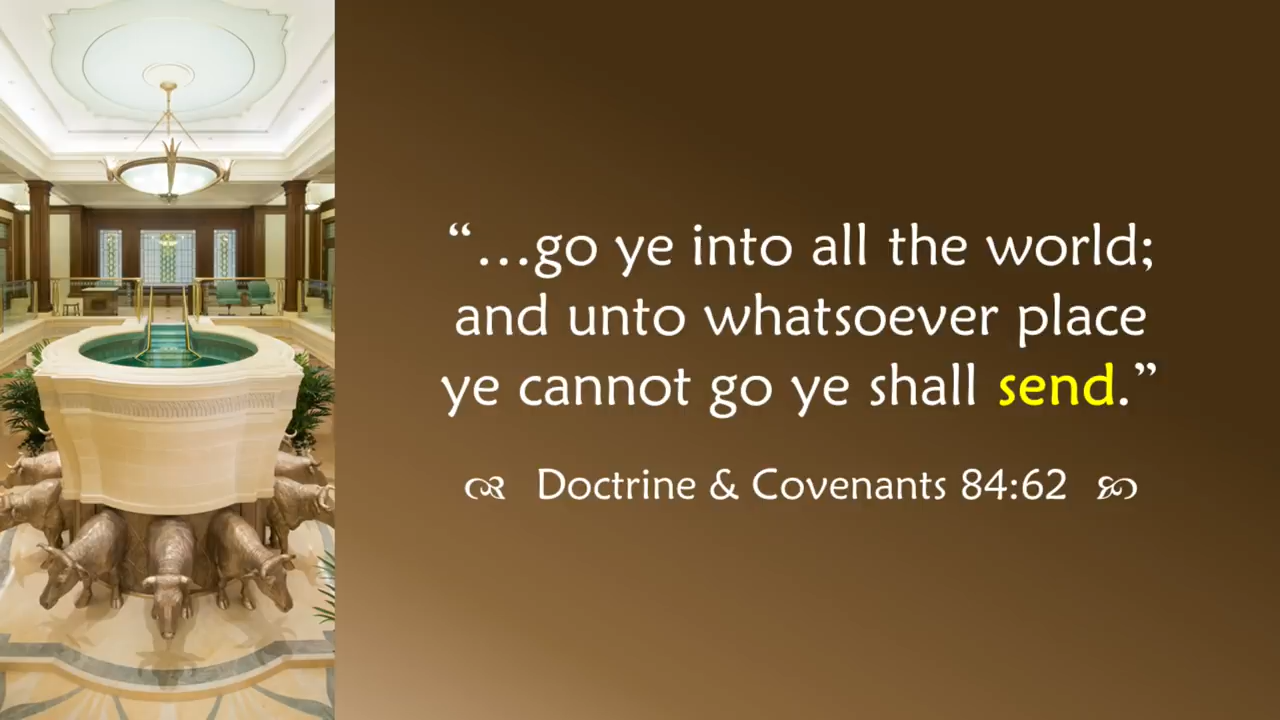 “…go ye into all the world;
and unto whatsoever place
ye cannot go ye shall send.”
Doctrine & Covenants 84:62